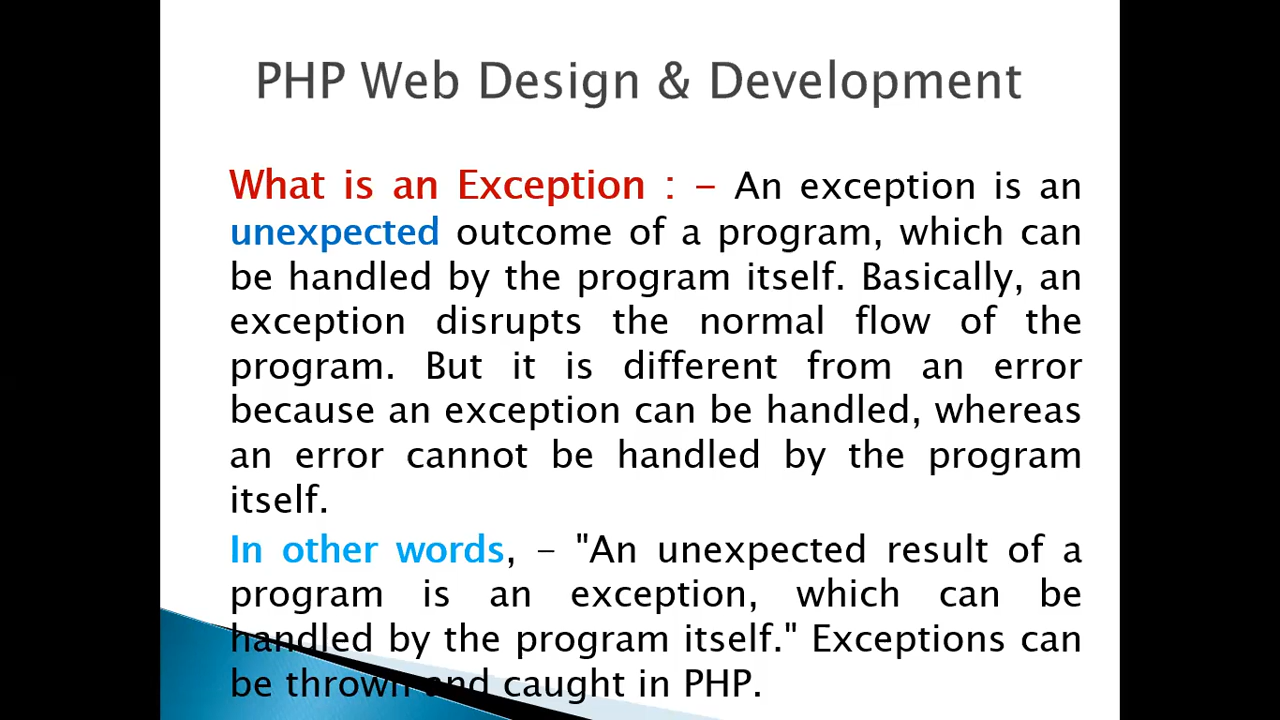 PHP Web Design & Development
What is an Exception : – An exception is an
unexpected outcome of a program, which can
be handled by the program itself. Basically, an
exception disrupts the normal flow of the
program. But it is different from an error
because an exception can be handled, whereas
an error cannot be handled by the program
itself.
In other words, – "An unexpected result of a
program is an exception, which can be
handled by the program itself." Exceptions can
be thrown and caught in PHP.